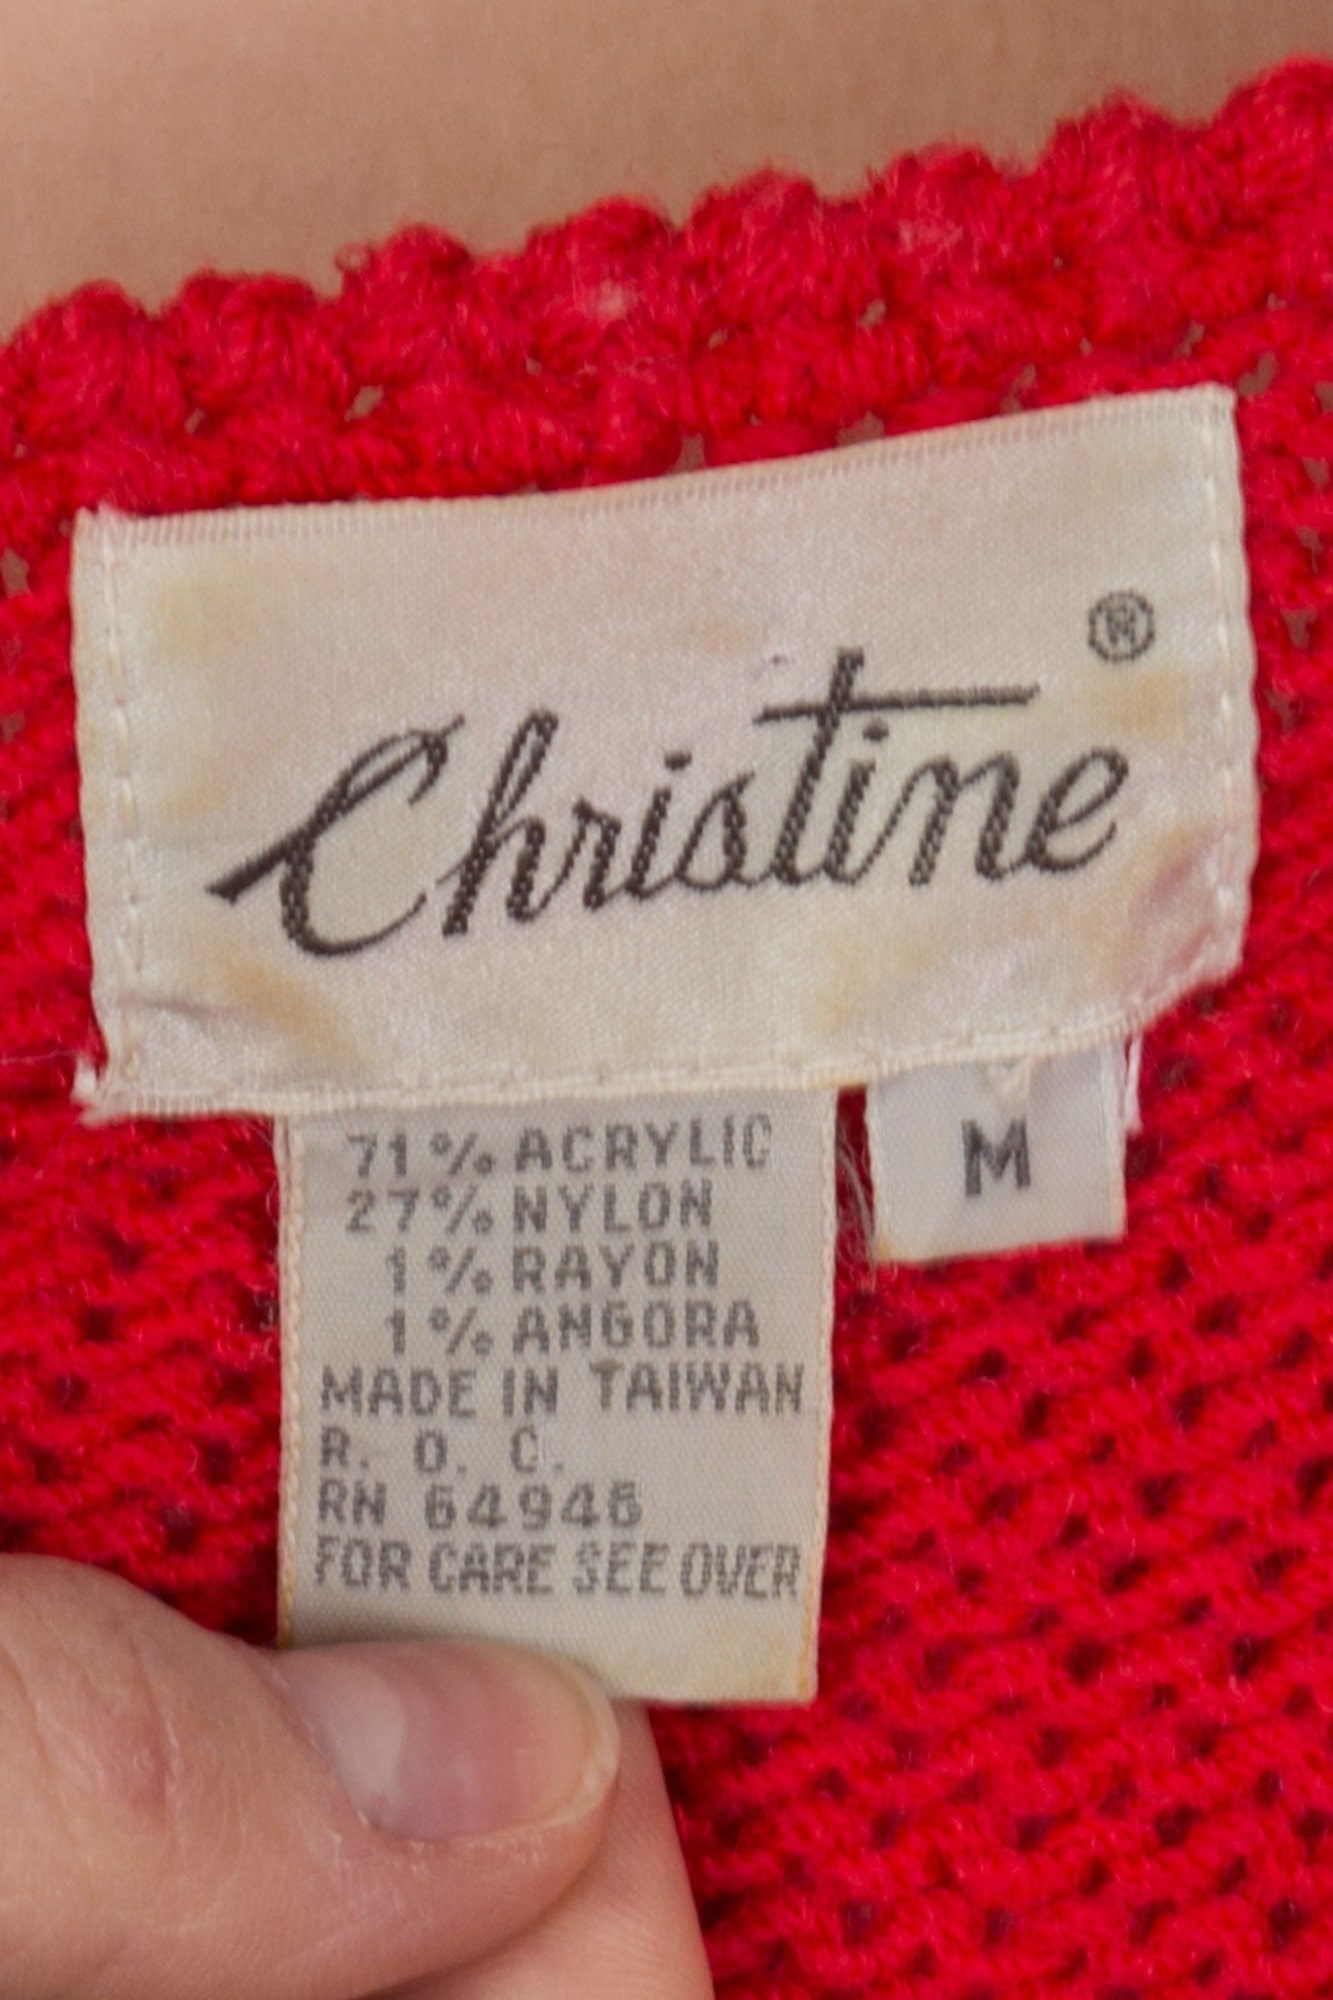 Christine®
M
71% ACRYLIC
27% NYLON
1% RAYON
1% ANGORA
MADE IN TAIWAN
R. O. C.
RN 64946
FOR CARE SEE OVER